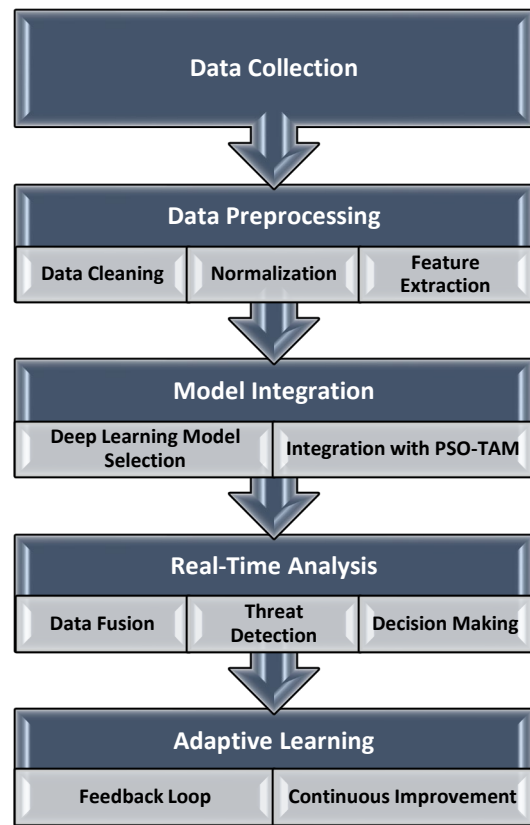 Data Collection
Data Preprocessing
Data Cleaning
Normalization
Feature
Extraction
Model Integration
Deep Learning Model
Selection
Integration with PSO-TAM
Real-Time Analysis
Data Fusion
Threat
Detection
Decision Making
Adaptive Learning
Feedback Loop
Continuous Improvement